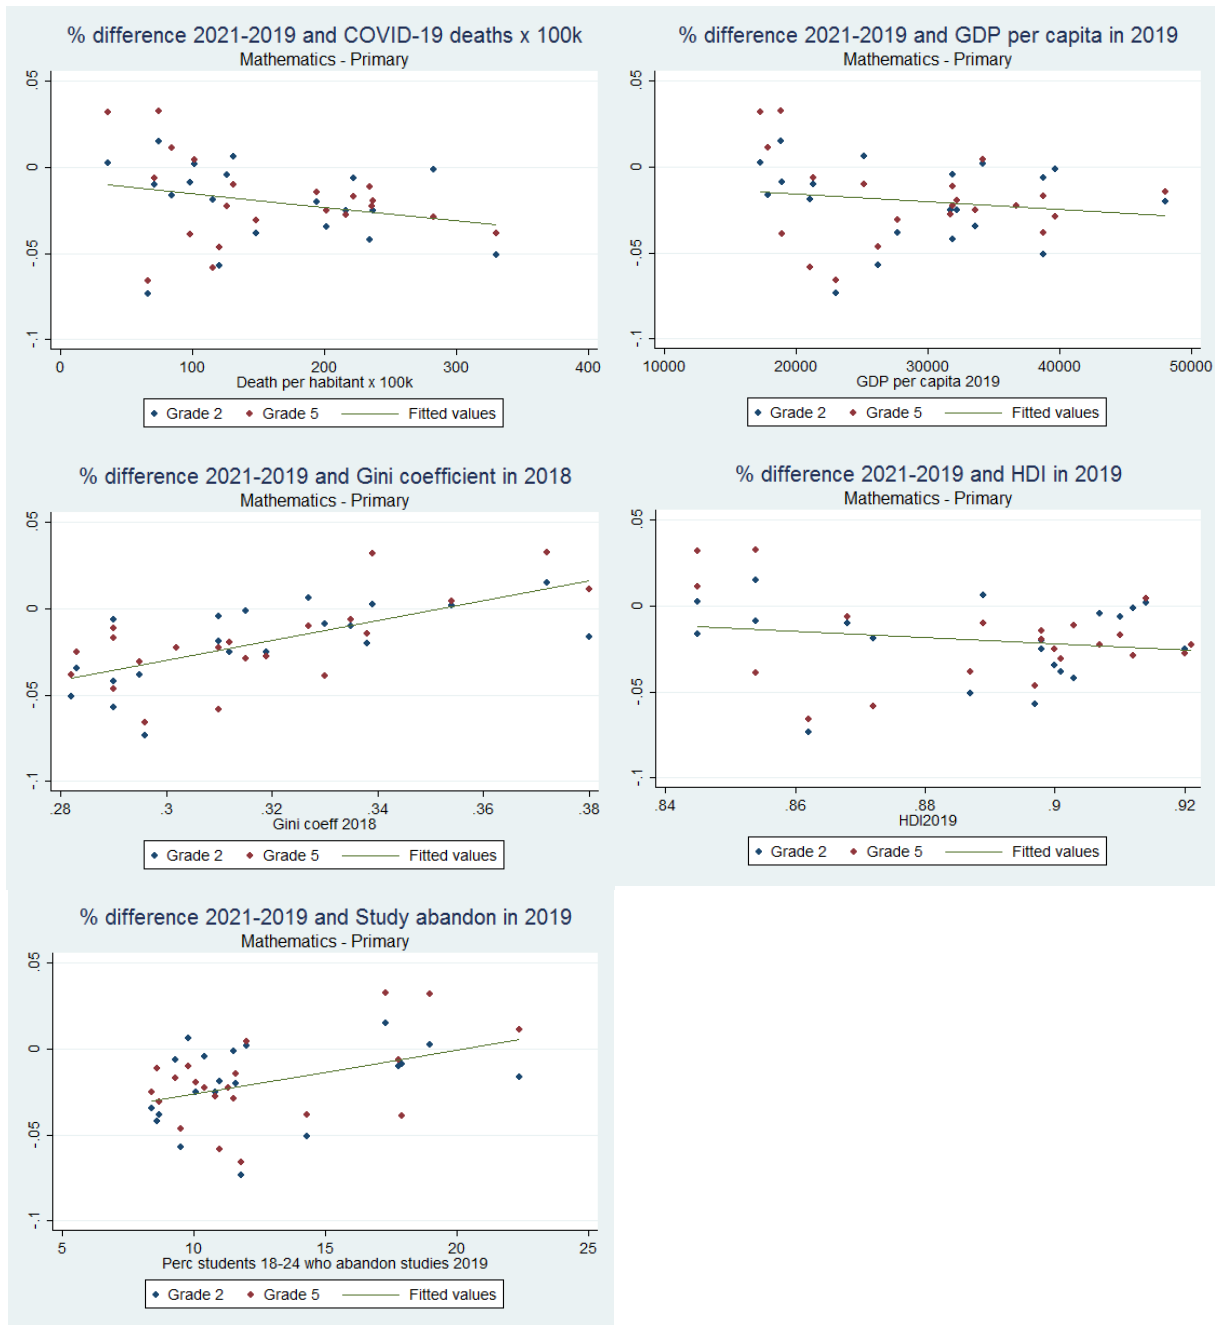 % difference 2021-2019 and COVID-19 deaths x 100k
Mathematics - Primary
.05
0
-.05
-.1
0 100 200 300 400
Death per habitant x 100k
Grade 2 Grade 5 Fitted values
% difference 2021-2019 and GDP per capita in 2019
Mathematics - Primary
.05
0
-.05
-.1
10000 20000 30000 40000 50000
GDP per capita 2019
Grade 2 Grade 5 Fitted values
% difference 2021-2019 and Gini coefficient in 2018
Mathematics - Primary
.05
0
-.05
-.1
.28 .3 .32 .34 .36 .38
Gini coeff 2018
Grade 2 Grade 5 Fitted values
% difference 2021-2019 and HDI in 2019
Mathematics - Primary
.05
0
-.05
-.1
.84 .86 .88 .9 .92
HDI2019
Grade 2 Grade 5 Fitted values
% difference 2021-2019 and Study abandon in 2019
Mathematics - Primary
.05
0
-.05
-.1
5 10 15 20 25
Perc students 18-24 who abandon studies 2019
Grade 2 Grade 5 Fitted values